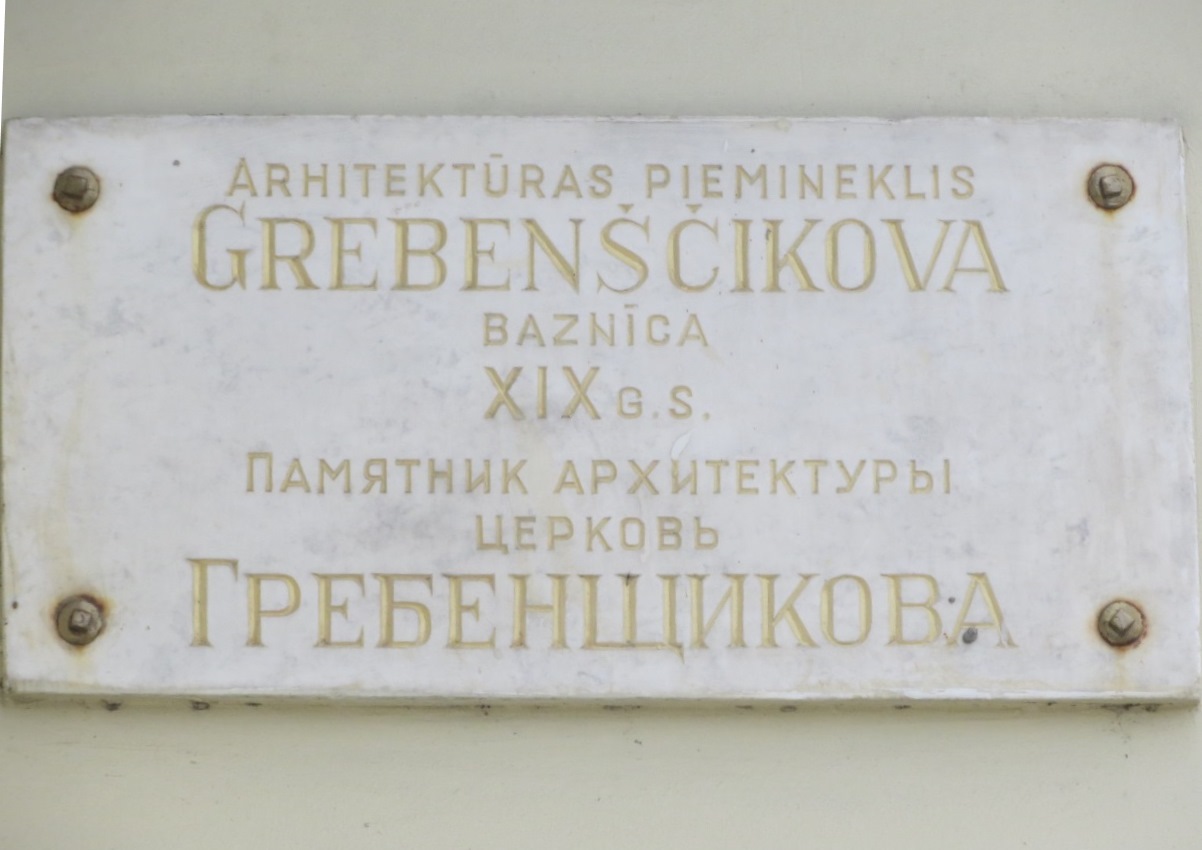 ARHITEKTŪRAS PIEMINEKLIS
GREBENŠČIKOVA
BAZNĪCA
XIX G.S.
ПАМЯТНИК АРХИТЕКТУРЫ
ЦЕРКОВЬ
ГРЕБЕНЩИКОВА